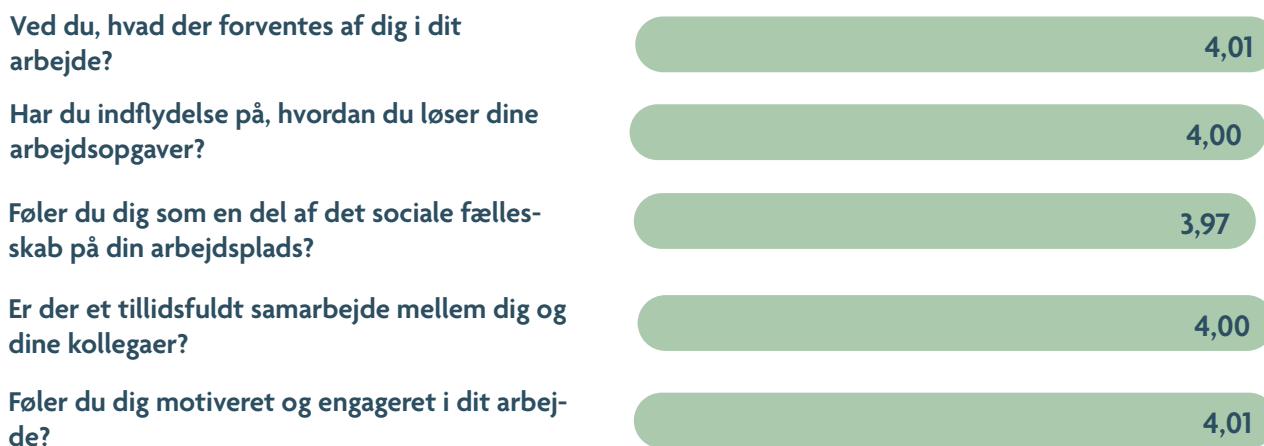 Ved du, hvad der forventes af dig i dit
arbejde?
4,01
Har du indflydelse på, hvordan du løser dine
arbejdsopgaver?
4,00
Føler du dig som en del af det sociale fælles-
skab på din arbejdsplads?
3,97
Er der et tillidsfuldt samarbejde mellem dig og
dine kollegaer?
4,00
Føler du dig motiveret og engageret i dit arbej-
de?
4,01